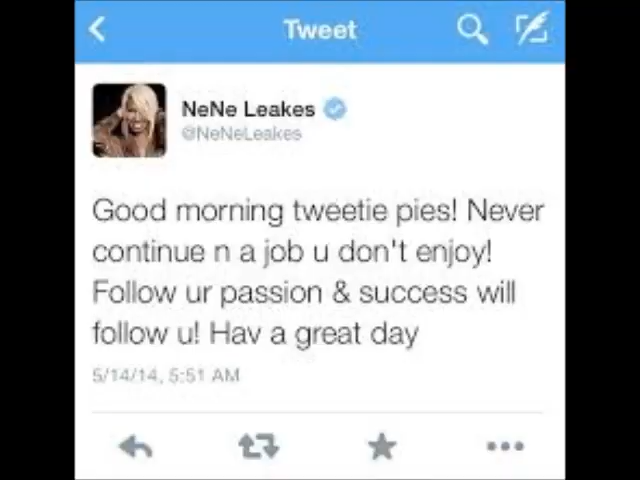 Tweet
NeNe Leakes
@NeNeLeakes
Good morning tweetie pies! Never
continue n a job u don't enjoy!
Follow ur passion & success will
follow u! Hav a great day
5/14/14, 5:51 AM